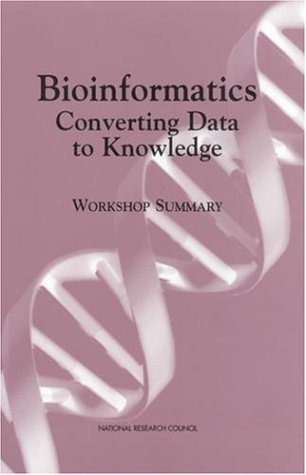 Bioinformatics
Converting Data
to Knowledge
WORKSHOP SUMMARY
NATIONAL RESEARCH COUNCIL